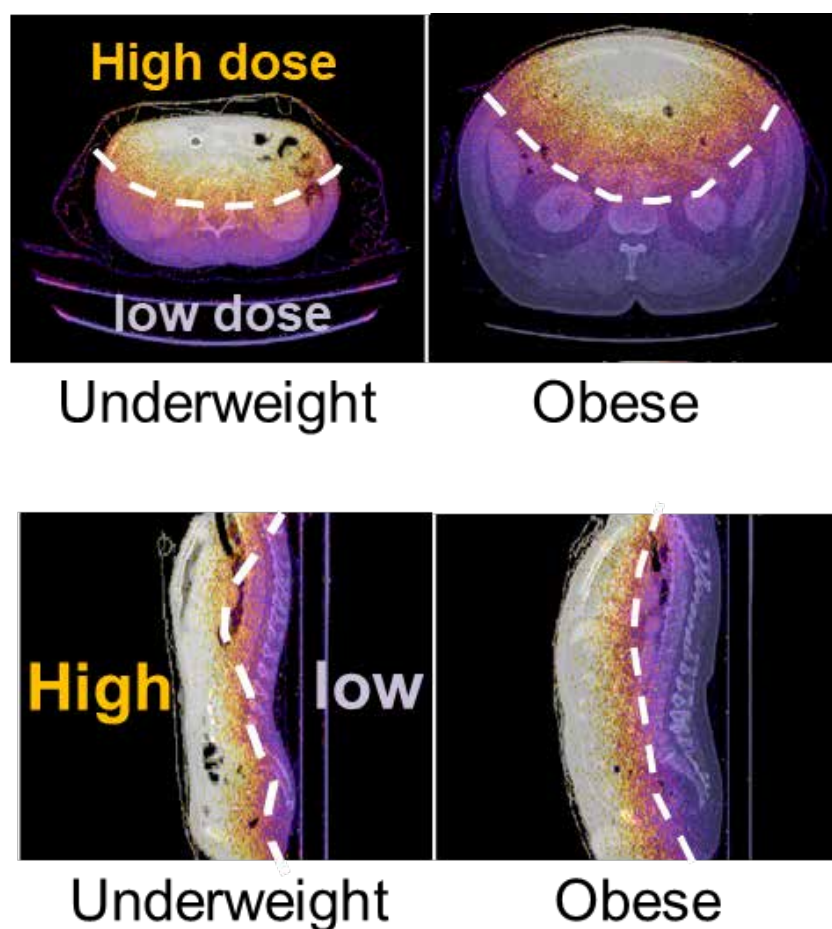 High dose
low dose
Underweight
Obese
High
low
Underweight
Obese